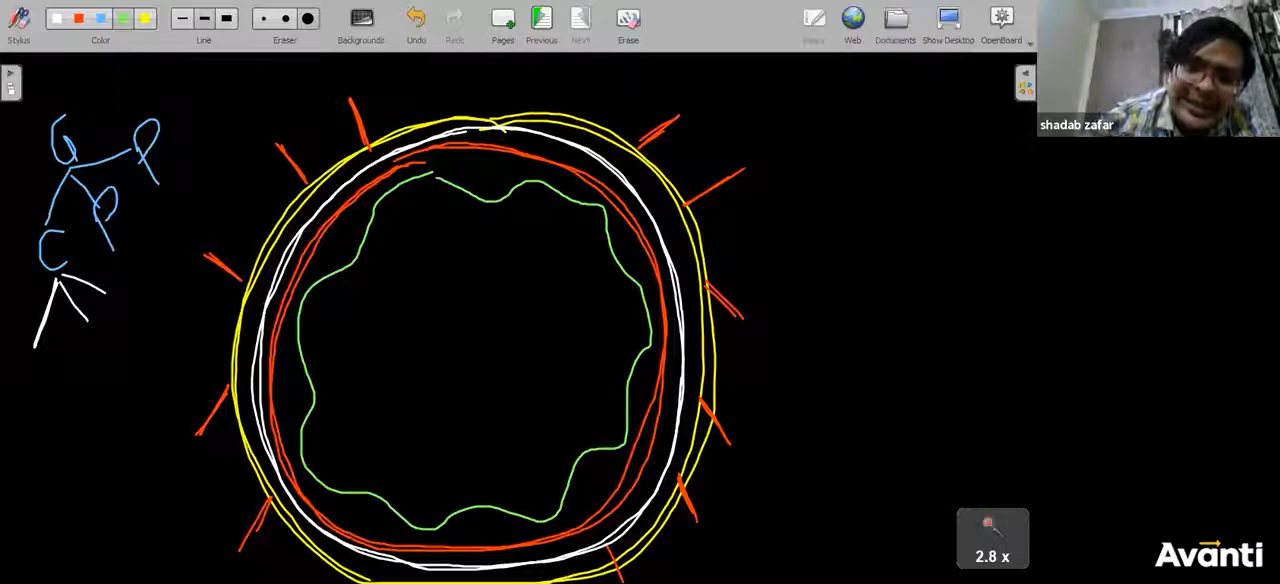 Stylus
Color
Line
Eraser
Backgrounds
Undo
Redo
Pages
Previous
Next
Erase
Web
Documents
Show Desktop
OpenBoard
shadab zafar
G
P
P
C
2.8 x
Avanti